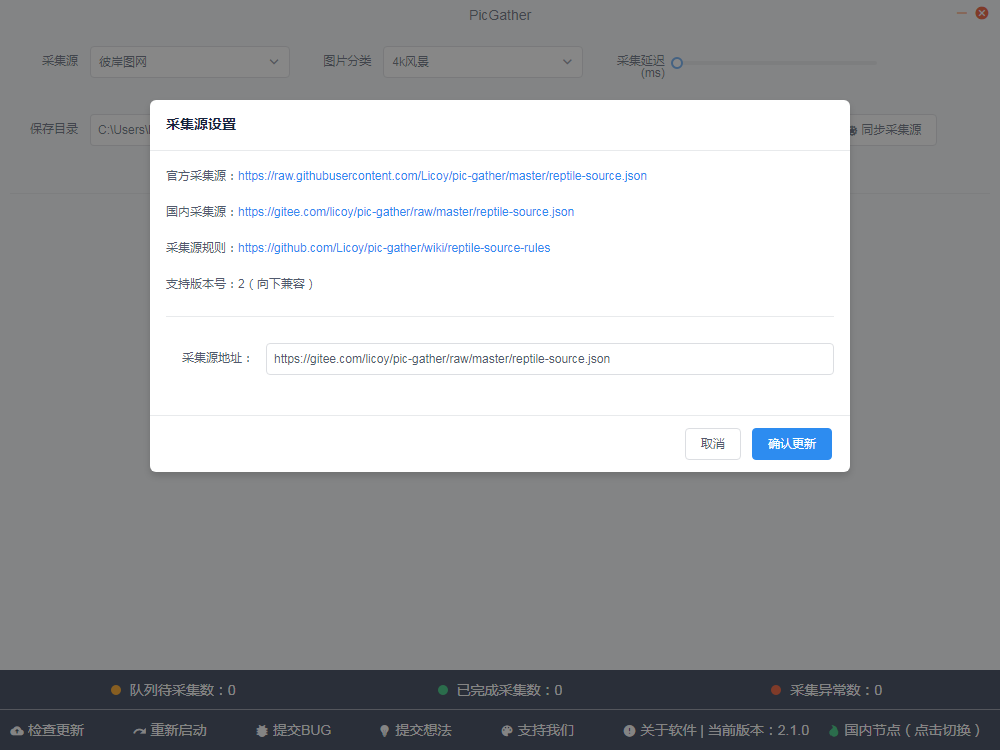 PicGather
采集源 彼岸图网 图片分类 4k风景 采集延迟
(ms)
保存目录 C:\Users\ 同步采集源
采集源设置
官方采集源：https://raw.githubusercontent.com/Licoy/pic-gather/master/reptile-source.json
国内采集源：https://gitee.com/licoy/pic-gather/raw/master/reptile-source.json
采集源规则：https://github.com/Licoy/pic-gather/wiki/reptile-source-rules
支持版本号：2（向下兼容）
采集源地址： https://gitee.com/licoy/pic-gather/raw/master/reptile-source.json
取消 确认更新
队列待采集数：0 已完成采集数：0 采集异常数：0
检查更新 重新启动 提交BUG 提交想法 支持我们 关于软件 | 当前版本：2.1.0 国内节点（点击切换）